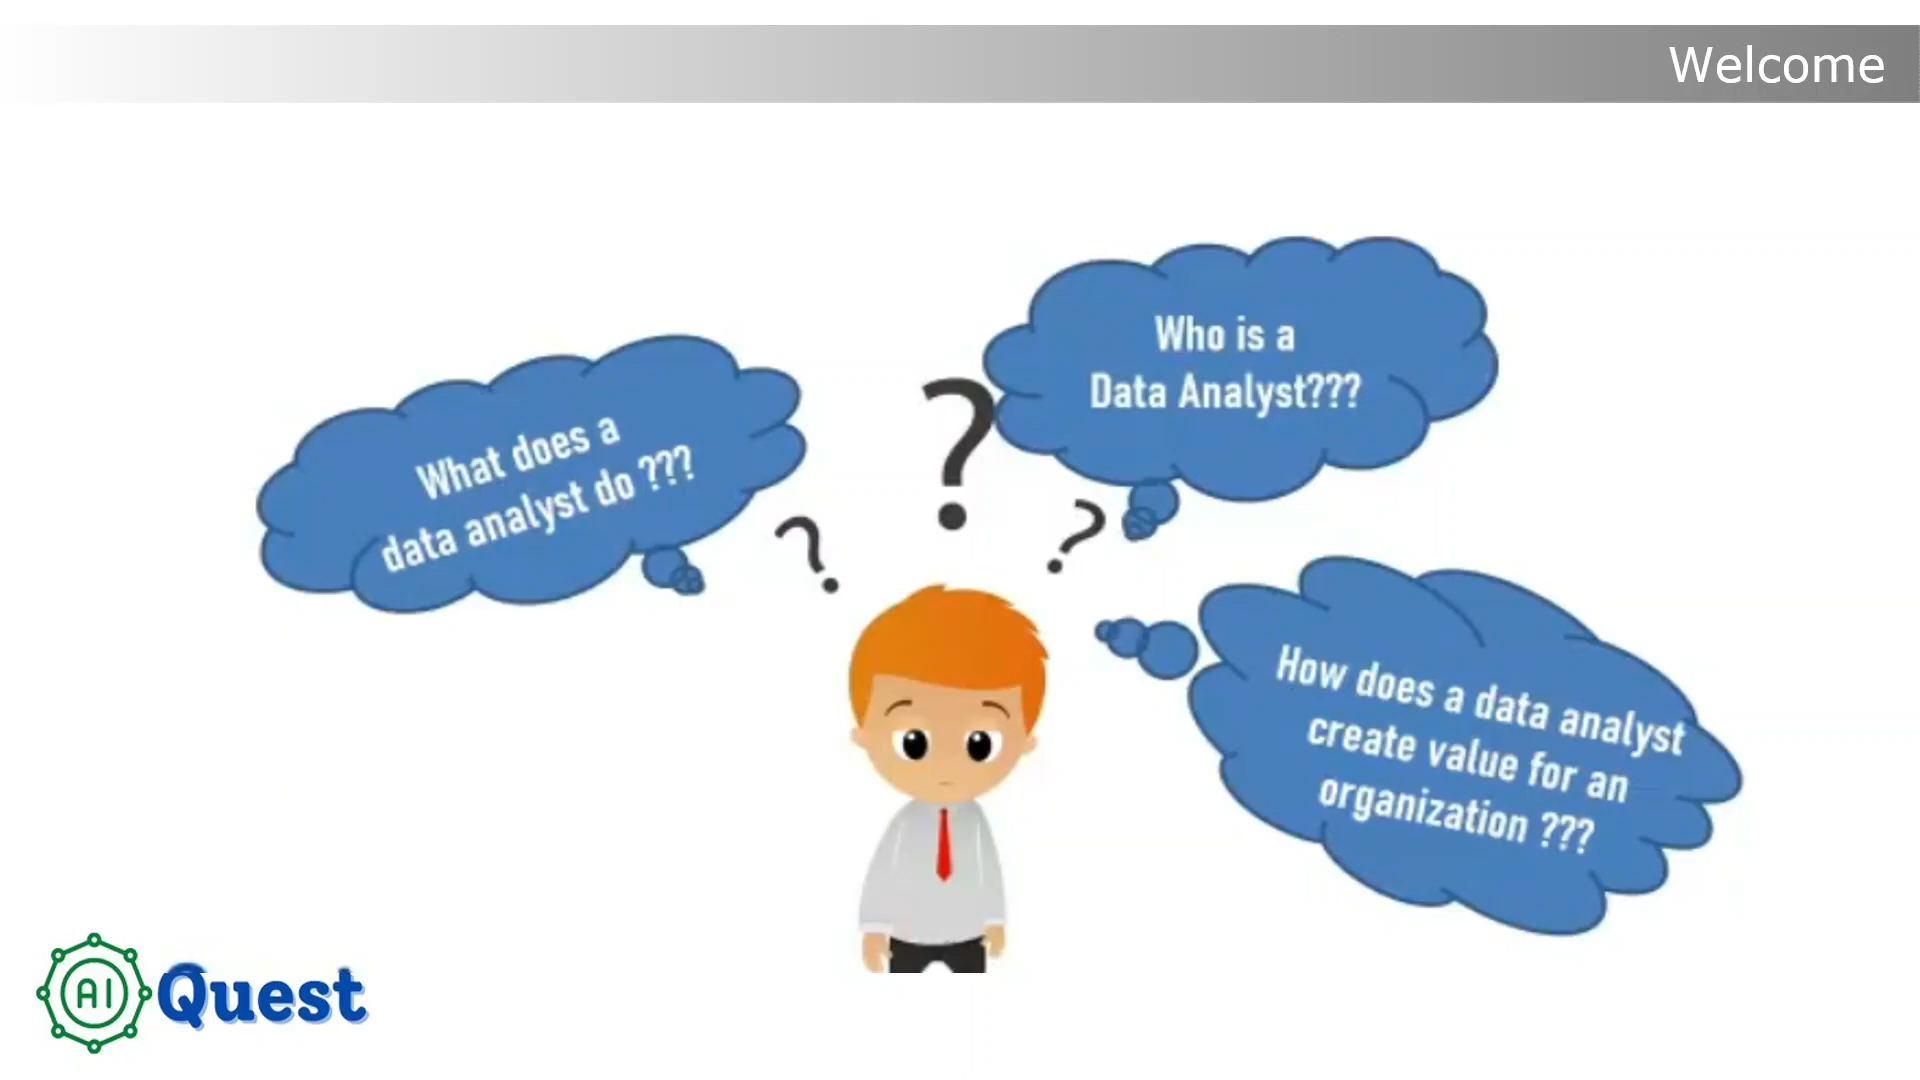 Welcome
What does a
data analyst do ???
?
?
?
Who is a
Data Analyst???
How does a data analyst
create value for an
organization ???
AI Quest